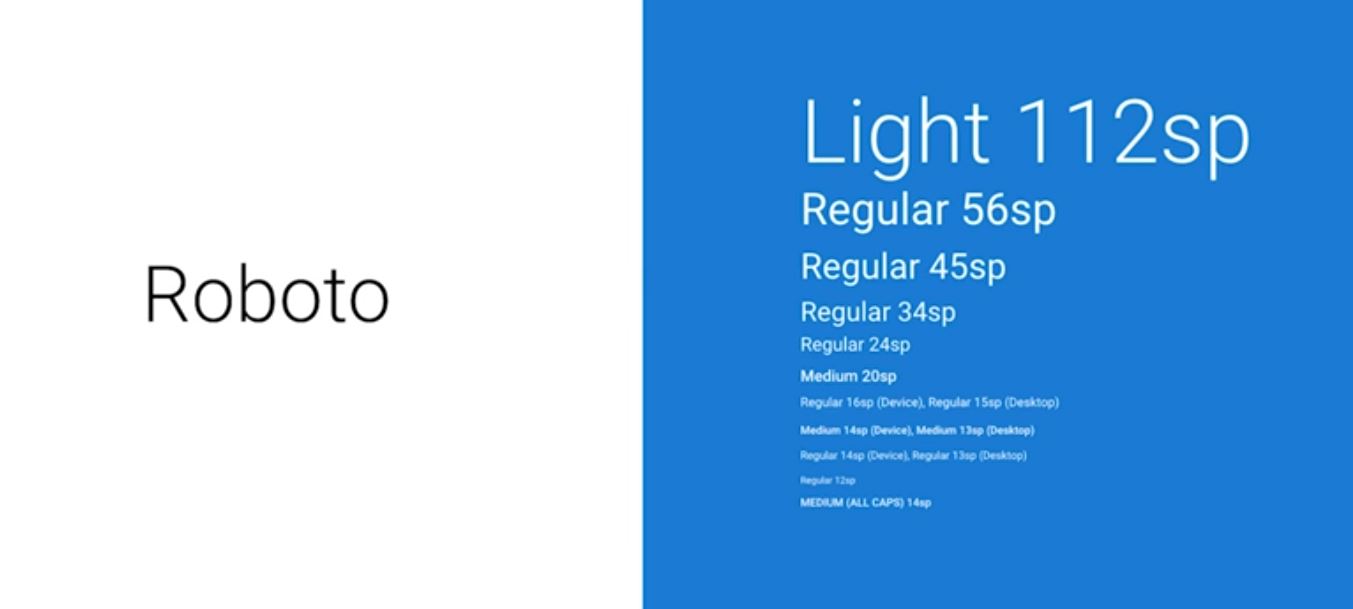 Roboto
Light 112sp
Regular 56sp
Regular 45sp
Regular 34sp
Regular 24sp
Medium 20sp
Regular 16sp (Device), Regular 15sp (Desktop)
Medium 14sp (Device), Medium 13sp (Desktop)
Regular 14sp (Device), Regular 13sp (Desktop)
Regular 12sp
MEDIUM (ALL CAPS) 14sp